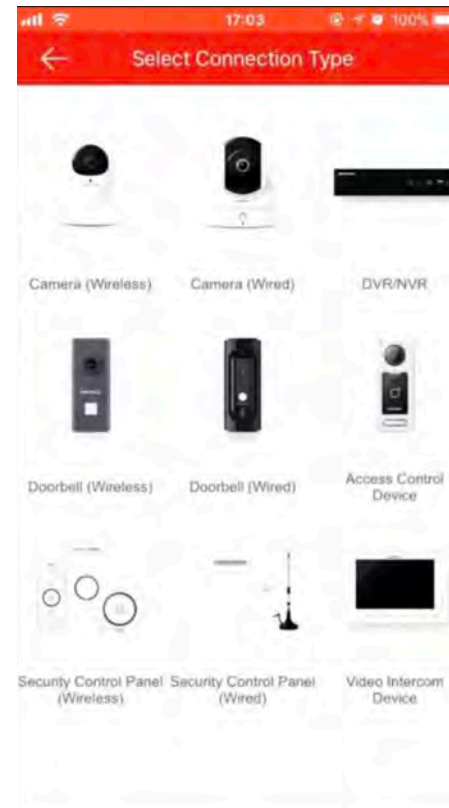 17:03
100%
Select Connection Type
Camera (Wireless)
Camera (Wired)
DVR/NVR
Doorbell (Wireless)
Doorbell (Wired)
Access Control
Device
Security Control Panel
(Wireless)
Security Control Panel
(Wired)
Video Intercom
Device